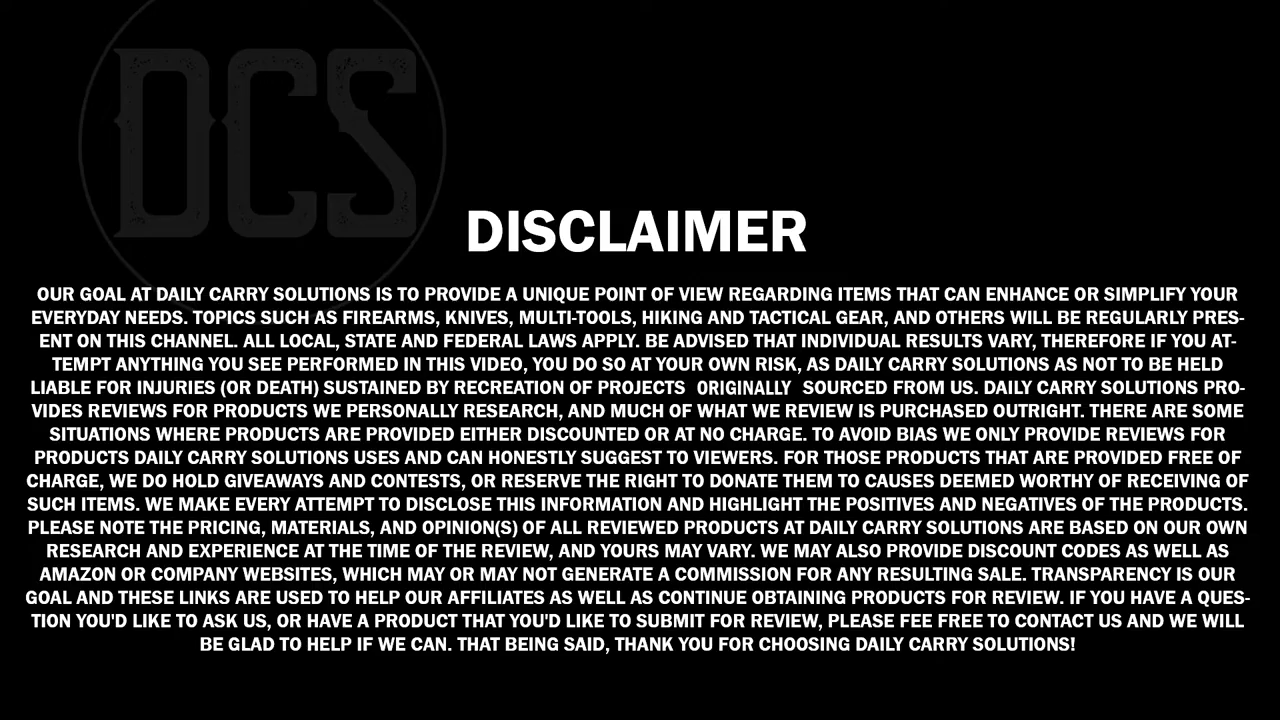 DCS
DISCLAIMER
OUR GOAL AT DAILY CARRY SOLUTIONS IS TO PROVIDE A UNIQUE POINT OF VIEW REGARDING ITEMS THAT CAN ENHANCE OR SIMPLIFY YOUR
EVERYDAY NEEDS. TOPICS SUCH AS FIREARMS, KNIVES, MULTI-TOOLS, HIKING AND TACTICAL GEAR, AND OTHERS WILL BE REGULARLY PRES-
ENT ON THIS CHANNEL. ALL LOCAL, STATE AND FEDERAL LAWS APPLY. BE ADVISED THAT INDIVIDUAL RESULTS VARY, THEREFORE IF YOU AT-
TEMPT ANYTHING YOU SEE PERFORMED IN THIS VIDEO, YOU DO SO AT YOUR OWN RISK, AS DAILY CARRY SOLUTIONS AS NOT TO BE HELD
LIABLE FOR INJURIES (OR DEATH) SUSTAINED BY RECREATION OF PROJECTS ORIGINALLY SOURCED FROM US. DAILY CARRY SOLUTIONS PRO-
VIDES REVIEWS FOR PRODUCTS WE PERSONALLY RESEARCH, AND MUCH OF WHAT WE REVIEW IS PURCHASED OUTRIGHT. THERE ARE SOME
SITUATIONS WHERE PRODUCTS ARE PROVIDED EITHER DISCOUNTED OR AT NO CHARGE. TO AVOID BIAS WE ONLY PROVIDE REVIEWS FOR
PRODUCTS DAILY CARRY SOLUTIONS USES AND CAN HONESTLY SUGGEST TO VIEWERS. FOR THOSE PRODUCTS THAT ARE PROVIDED FREE OF
CHARGE, WE DO HOLD GIVEAWAYS AND CONTESTS, OR RESERVE THE RIGHT TO DONATE THEM TO CAUSES DEEMED WORTHY OF RECEIVING OF
SUCH ITEMS. WE MAKE EVERY ATTEMPT TO DISCLOSE THIS INFORMATION AND HIGHLIGHT THE POSITIVES AND NEGATIVES OF THE PRODUCTS.
PLEASE NOTE THE PRICING, MATERIALS, AND OPINION(S) OF ALL REVIEWED PRODUCTS AT DAILY CARRY SOLUTIONS ARE BASED ON OUR OWN
RESEARCH AND EXPERIENCE AT THE TIME OF THE REVIEW, AND YOURS MAY VARY. WE MAY ALSO PROVIDE DISCOUNT CODES AS WELL AS
AMAZON OR COMPANY WEBSITES, WHICH MAY OR MAY NOT GENERATE A COMMISSION FOR ANY RESULTING SALE. TRANSPARENCY IS OUR
GOAL AND THESE LINKS ARE USED TO HELP OUR AFFILIATES AS WELL AS CONTINUE OBTAINING PRODUCTS FOR REVIEW. IF YOU HAVE A QUES-
TION YOU'D LIKE TO ASK US, OR HAVE A PRODUCT THAT YOU'D LIKE TO SUBMIT FOR REVIEW, PLEASE FEE FREE TO CONTACT US AND WE WILL
BE GLAD TO HELP IF WE CAN. THAT BEING SAID, THANK YOU FOR CHOOSING DAILY CARRY SOLUTIONS!